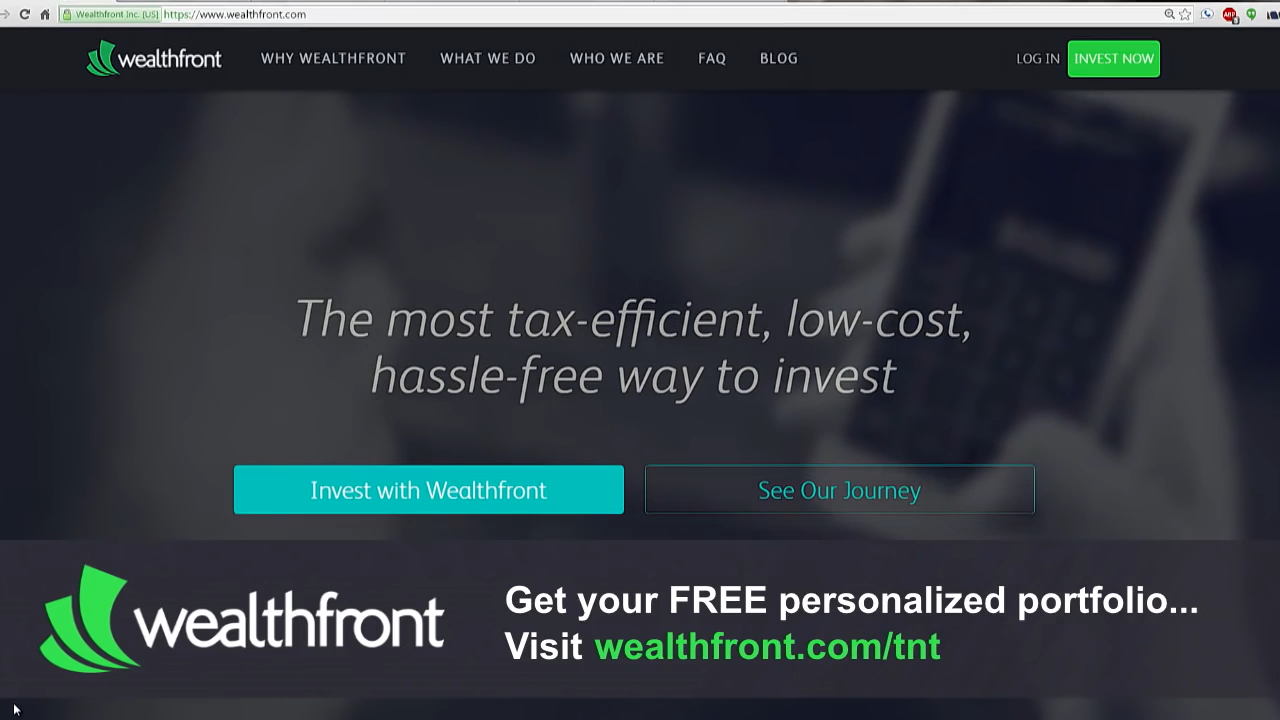 Wealthfront Inc. [US] https://www.wealthfront.com
wealthfront WHY WEALTHFRONT WHAT WE DO WHO WE ARE FAQ BLOG LOG IN INVEST NOW
The most tax-efficient, low-cost,
hassle-free way to invest
Invest with Wealthfront See Our Journey
wealthfront
Get your FREE personalized portfolio...
Visit wealthfront.com/tnt